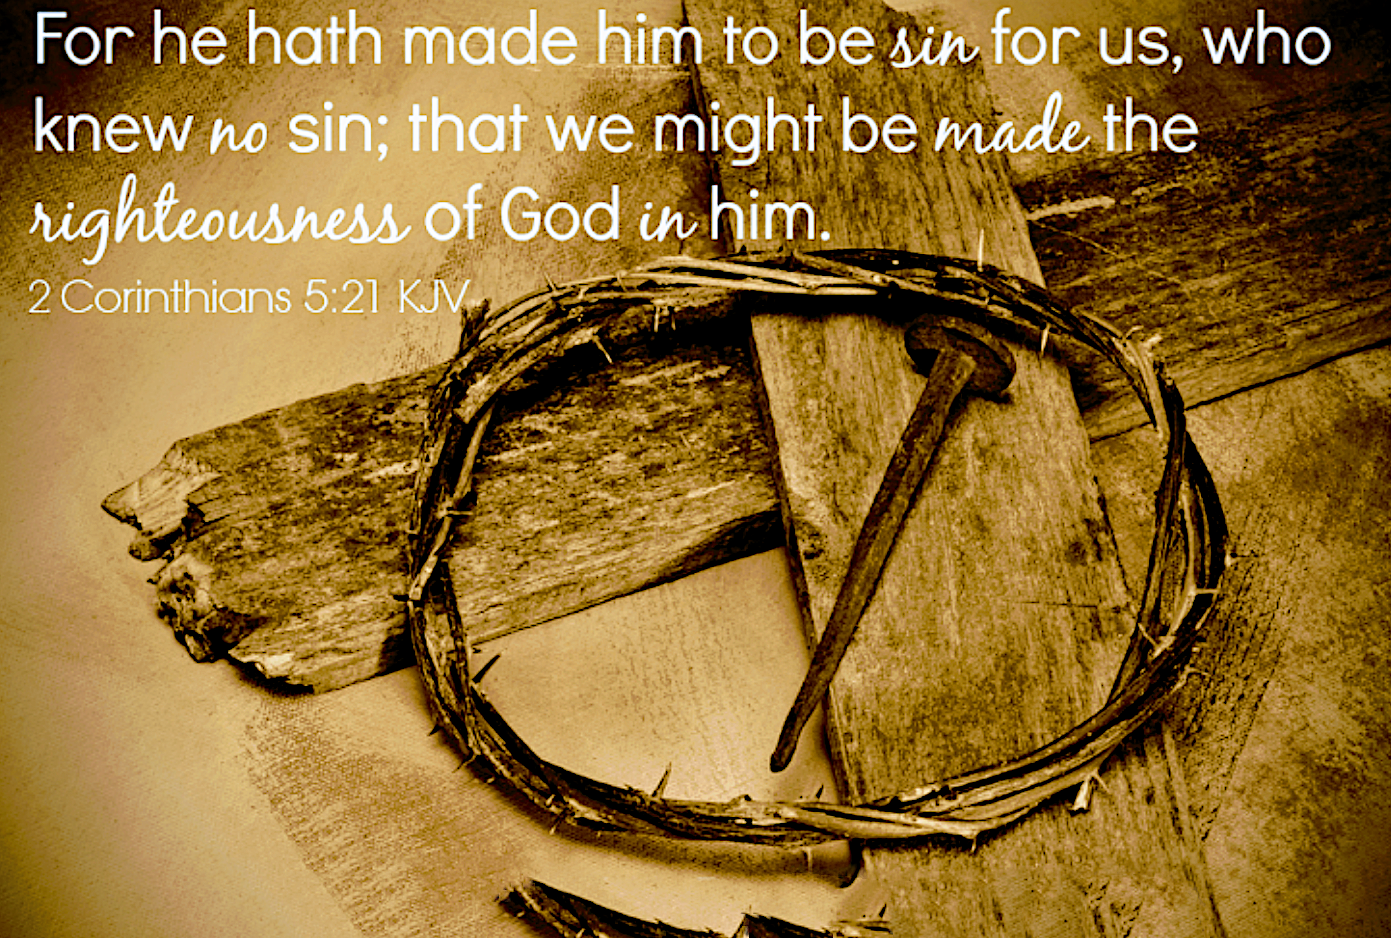 For he hath made him to be sin for us, who
knew no sin; that we might be made the
righteousness of God in him.
2 Corinthians 5:21 KJV